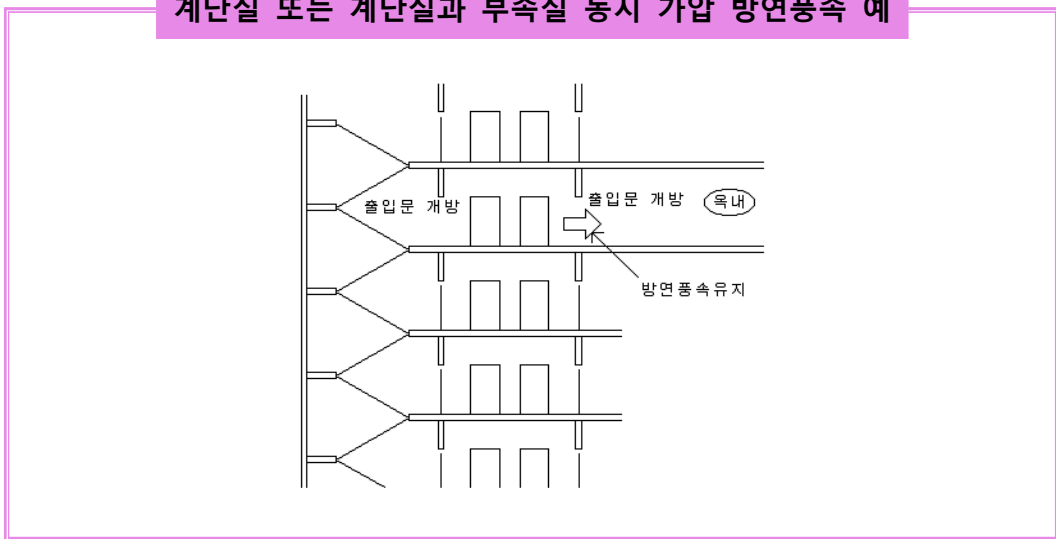 계단실 또는 계단실과 부속실 동시 가압 방연풍속 예
출입문 개방
출입문 개방
옥내
방연풍속유지